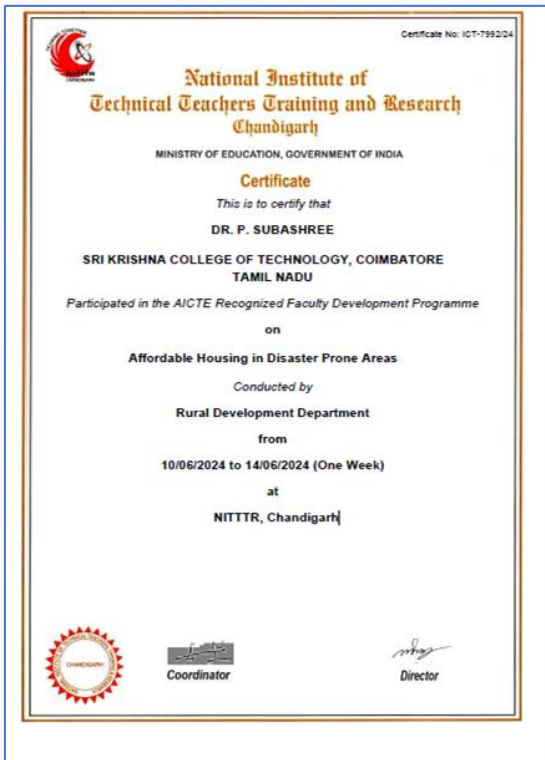 Certificate No: ICT-7992/24
NITTTR
CHANDIGARH
National Institute of
Technical Teachers Training and Research
Chandigarh
MINISTRY OF EDUCATION, GOVERNMENT OF INDIA
Certificate
This is to certify that
DR. P. SUBASHREE
SRI KRISHNA COLLEGE OF TECHNOLOGY, COIMBATORE
TAMIL NADU
Participated in the AICTE Recognized Faculty Development Programme
on
Affordable Housing in Disaster Prone Areas
Conducted by
Rural Development Department
from
10/06/2024 to 14/06/2024 (One Week)
at
NITTTR, Chandigarh
CHANDIGARH
Coordinator
Director